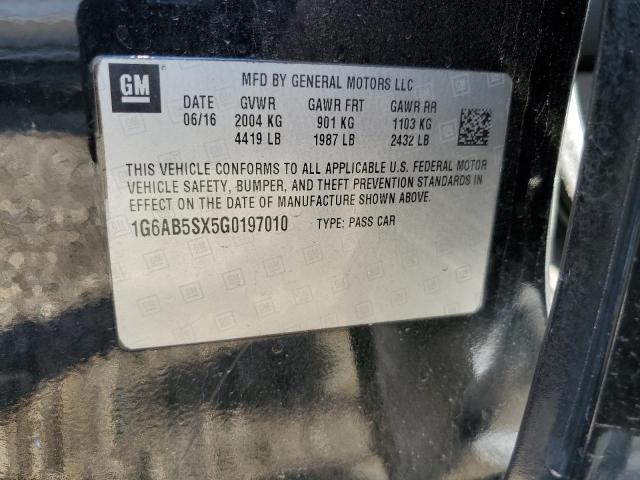 GM
MFD BY GENERAL MOTORS LLC
DATE GVWR GAWR FRT GAWR RR
06/16 2004 KG 901 KG 1103 KG
4419 LB 1987 LB 2432 LB
THIS VEHICLE CONFORMS TO ALL APPLICABLE U.S. FEDERAL MOTOR
VEHICLE SAFETY, BUMPER, AND THEFT PREVENTION STANDARDS IN
EFFECT ON THE DATE OF MANUFACTURE SHOWN ABOVE.
1G6AB5SX5G0197010 TYPE: PASS CAR